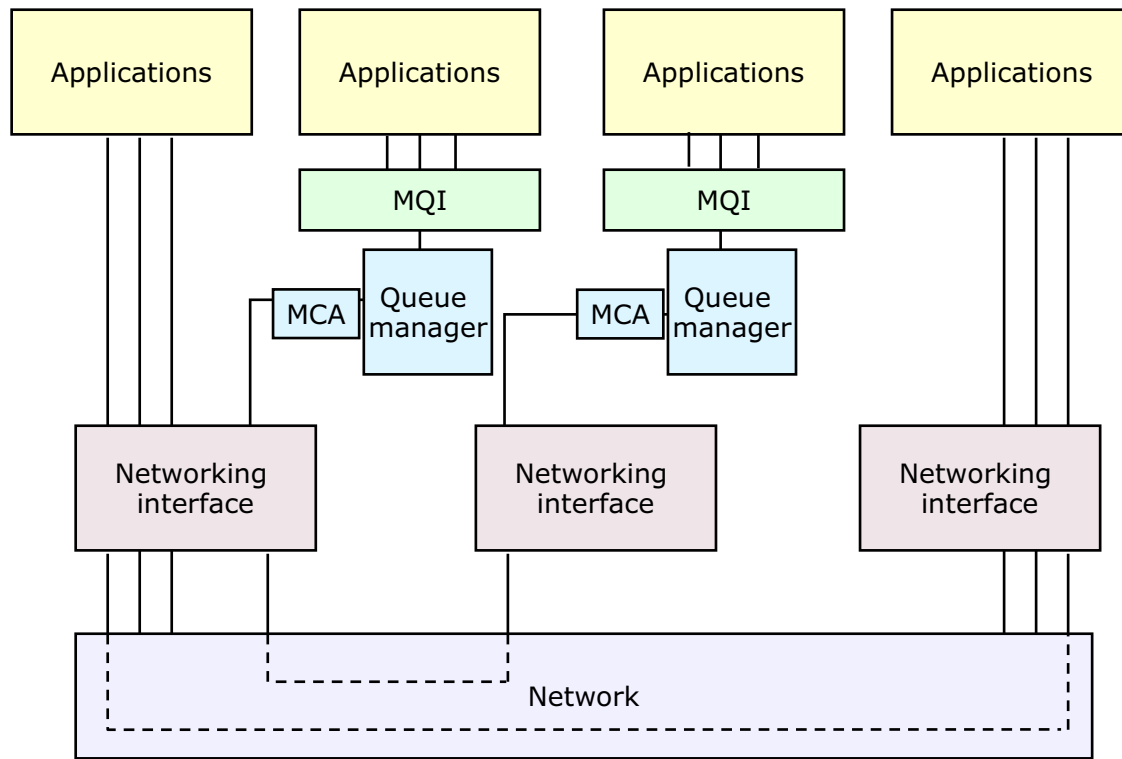 Applications
Applications
Applications
Applications
MQI
MQI
MCA
Queue
manager
MCA
Queue
manager
Networking
interface
Networking
interface
Networking
interface
Network